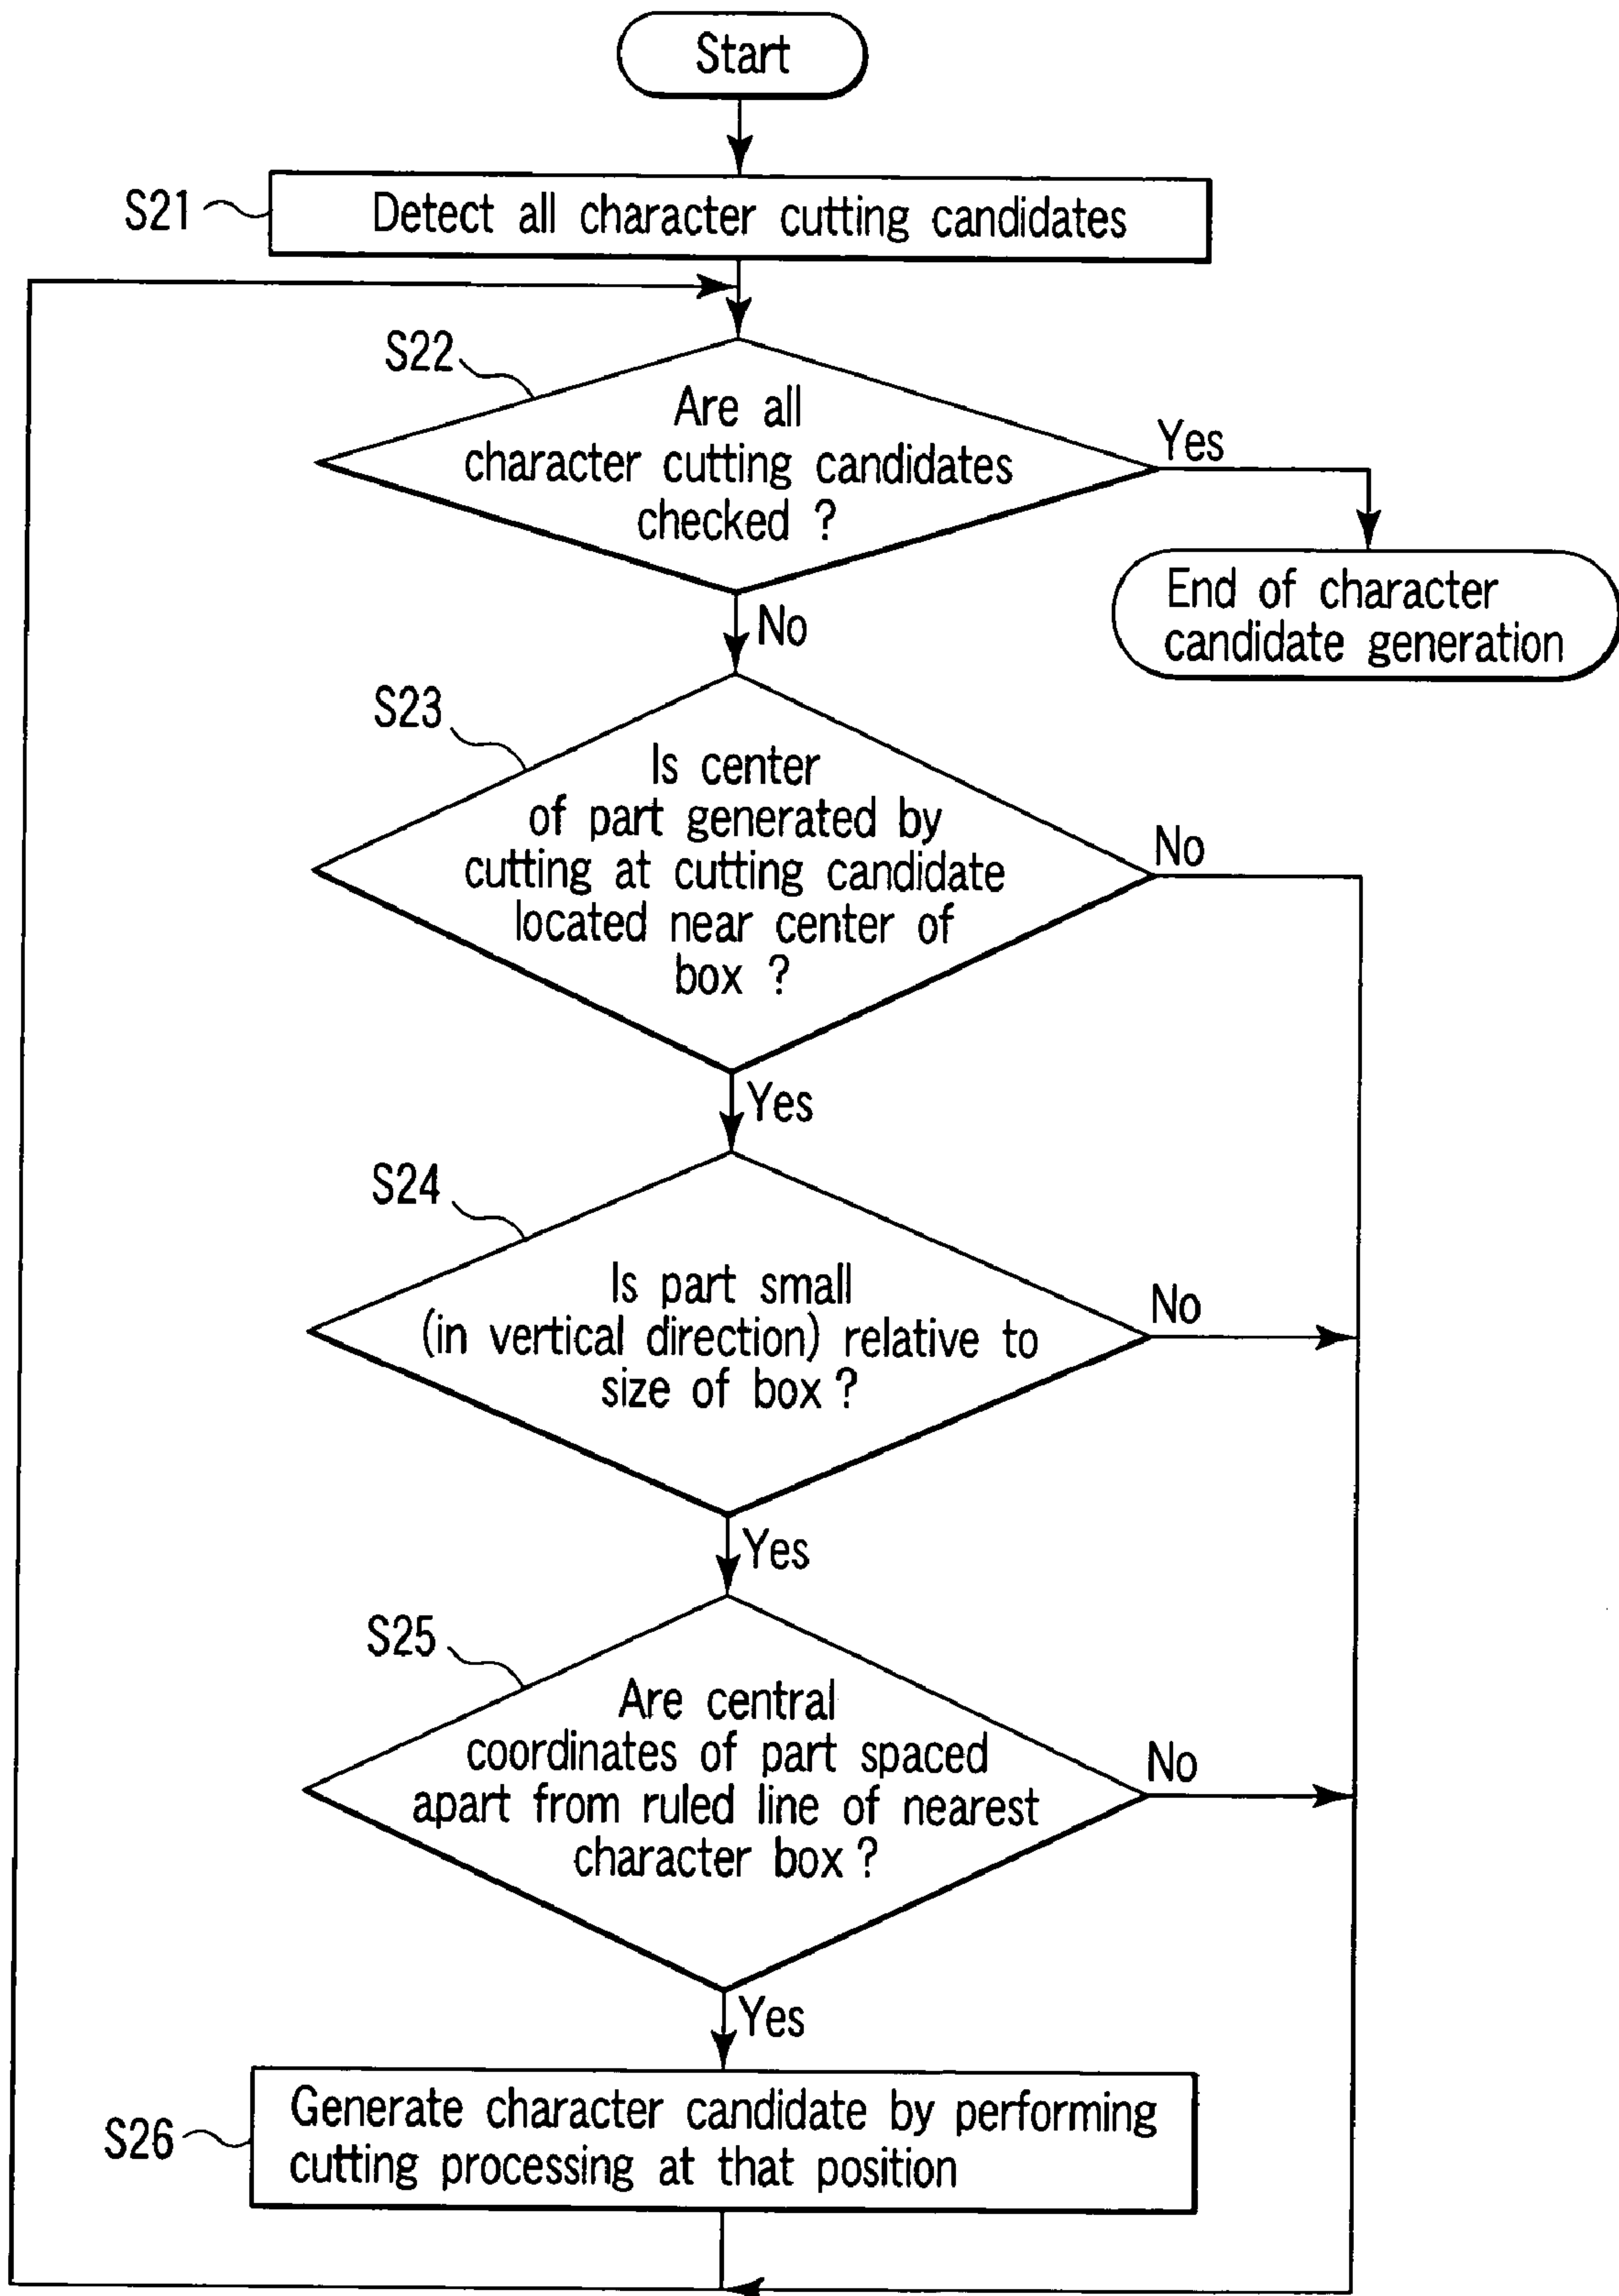 Start
S21
Detect all character cutting candidates
S22
Are all
character cutting candidates
checked ?
Yes
End of character
candidate generation
No
S23
Is center
of part generated by
cutting at cutting candidate
located near center of
box ?
No
Yes
S24
Is part small
(in vertical direction) relative to
size of box ?
No
Yes
S25
Are central
coordinates of part spaced
apart from ruled line of nearest
character box ?
No
Yes
S26
Generate character candidate by performing
cutting processing at that position